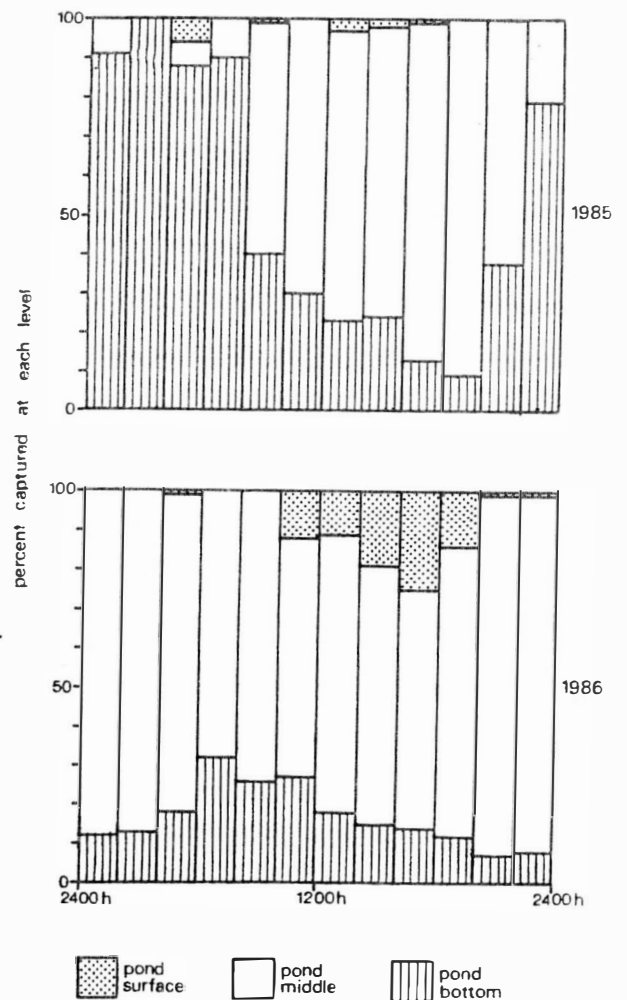 100
50
0
1985
percent captured at each level
100
50
0
1986
2400h
1200h
2400h
pond
surface
pond
middle
pond
bottom